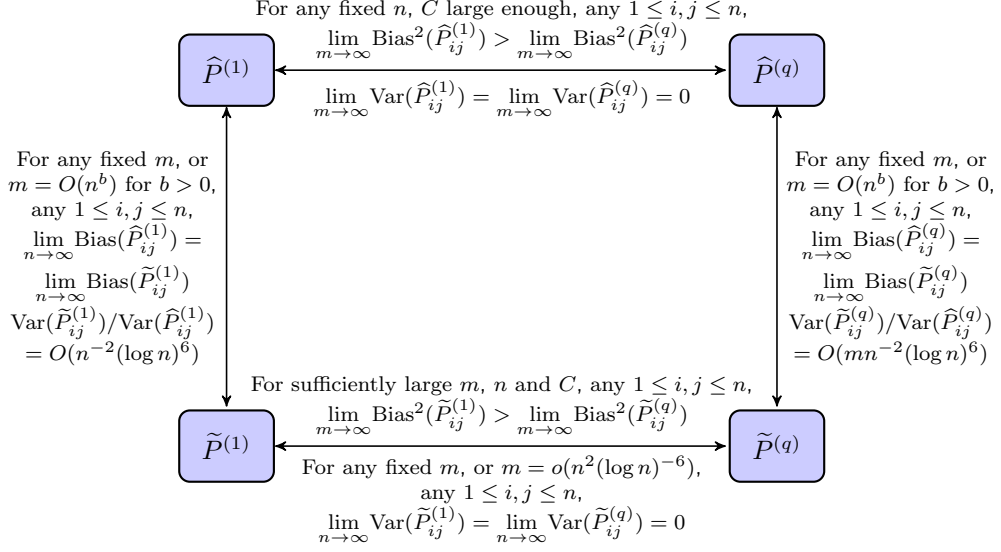 For any fixed n, C large enough, any 1 ≤ i, j ≤ n,
lim_{m→∞} Bias²(P̂_{ij}^{(1)}) > lim_{m→∞} Bias²(P̂_{ij}^{(q)})
P̂^{(1)}
P̂^{(q)}
lim_{m→∞} Var(P̂_{ij}^{(1)}) = lim_{m→∞} Var(P̂_{ij}^{(q)}) = 0
For any fixed m, or
m = O(n^b) for b > 0,
any 1 ≤ i, j ≤ n,
lim_{n→∞} Bias(P̂_{ij}^{(1)}) =
lim_{n→∞} Bias(P̃_{ij}^{(1)})
Var(P̃_{ij}^{(1)})/Var(P̂_{ij}^{(1)})
= O(n^{−2}(log n)^6)
For any fixed m, or
m = O(n^b) for b > 0,
any 1 ≤ i, j ≤ n,
lim_{n→∞} Bias(P̂_{ij}^{(q)}) =
lim_{n→∞} Bias(P̃_{ij}^{(q)})
Var(P̃_{ij}^{(q)})/Var(P̂_{ij}^{(q)})
= O(mn^{−2}(log n)^6)
For sufficiently large m, n and C, any 1 ≤ i, j ≤ n,
lim_{m→∞} Bias²(P̃_{ij}^{(1)}) > lim_{m→∞} Bias²(P̃_{ij}^{(q)})
P̃^{(1)}
P̃^{(q)}
For any fixed m, or m = o(n²(log n)^{−6}),
any 1 ≤ i, j ≤ n,
lim_{n→∞} Var(P̃_{ij}^{(1)}) = lim_{n→∞} Var(P̃_{ij}^{(q)}) = 0